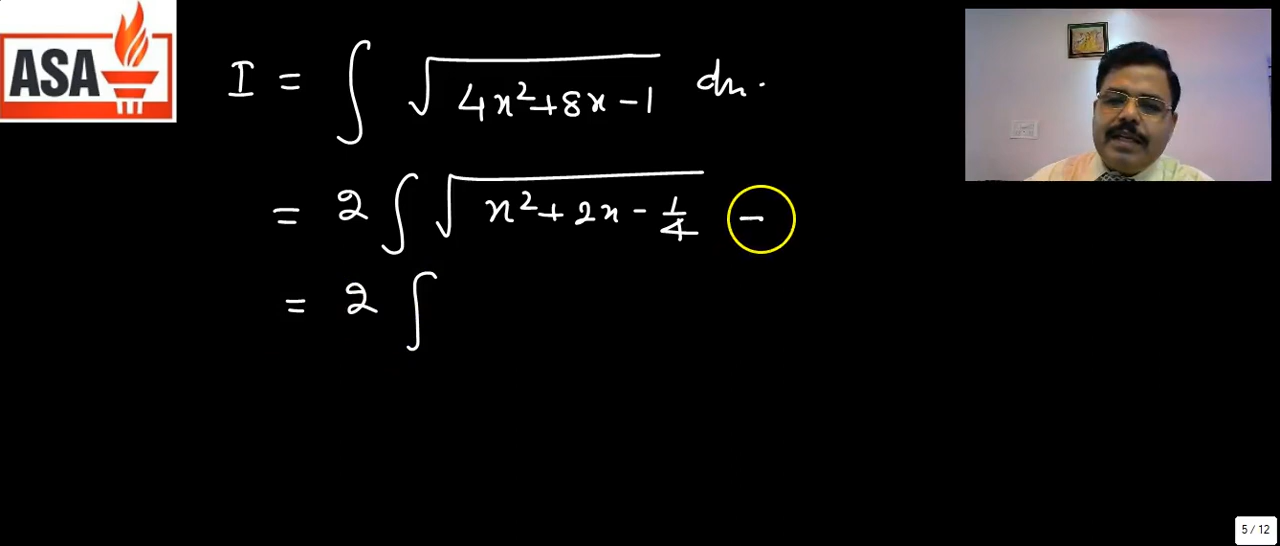 ASA
I = ∫ √(4x²+8x-1) dx.
= 2 ∫ √(x²+2x-1/4) -
= 2 ∫
5 / 12